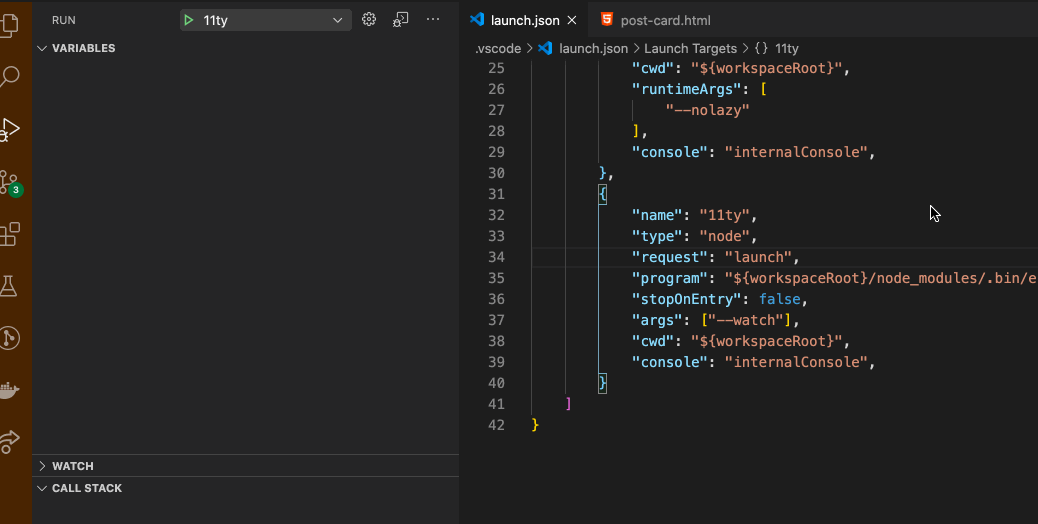 RUN
11ty
VARIABLES
3
WATCH
CALL STACK
launch.json
post-card.html
.vscode > launch.json > Launch Targets > {} 11ty
25 "cwd": "${workspaceRoot}",
26 "runtimeArgs": [
27 "--nolazy"
28 ],
29 "console": "internalConsole",
30 },
31 {
32 "name": "11ty",
33 "type": "node",
34 "request": "launch",
35 "program": "${workspaceRoot}/node_modules/.bin/e
36 "stopOnEntry": false,
37 "args": ["--watch"],
38 "cwd": "${workspaceRoot}",
39 "console": "internalConsole",
40 }
41 ]
42 }